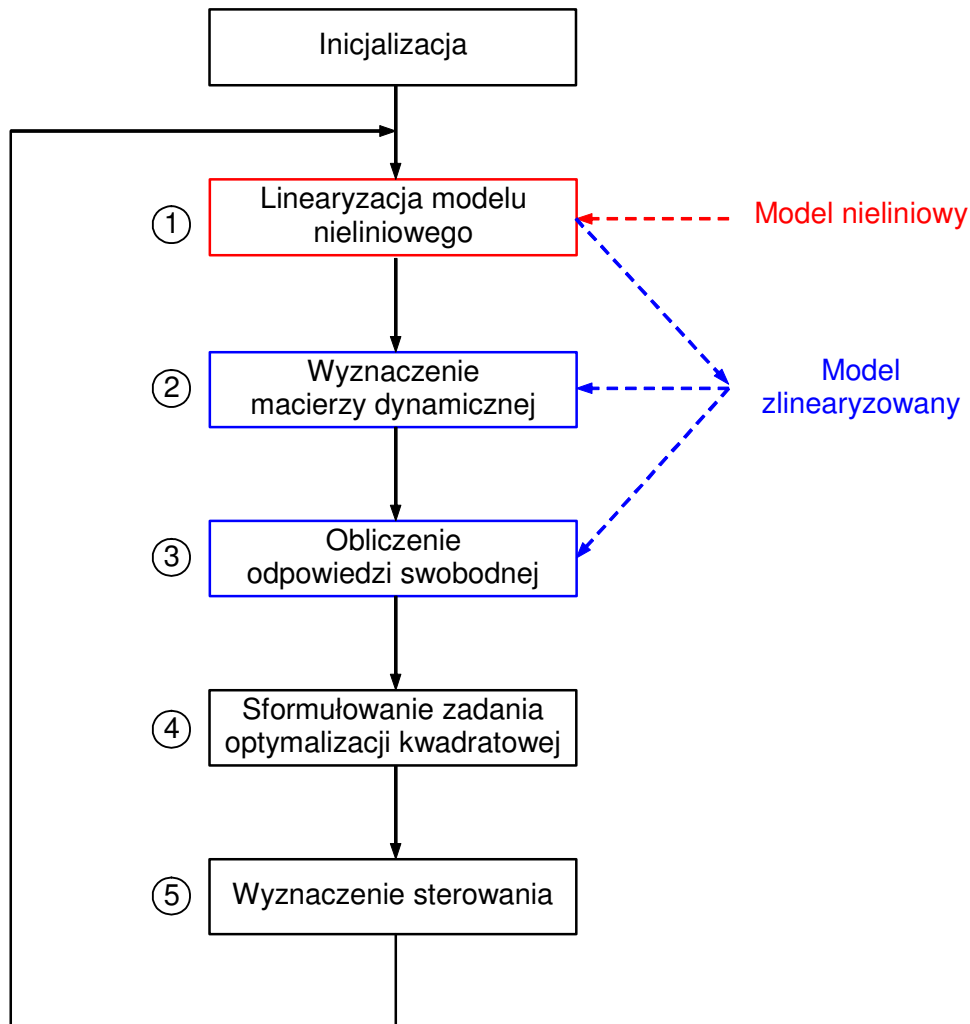 Inicjalizacja
1
Linearyzacja modelu
nieliniowego
Model nieliniowy
2
Wyznaczenie
macierzy dynamicznej
Model
zlinearyzowany
3
Obliczenie
odpowiedzi swobodnej
4
Sformułowanie zadania
optymalizacji kwadratowej
5
Wyznaczenie sterowania